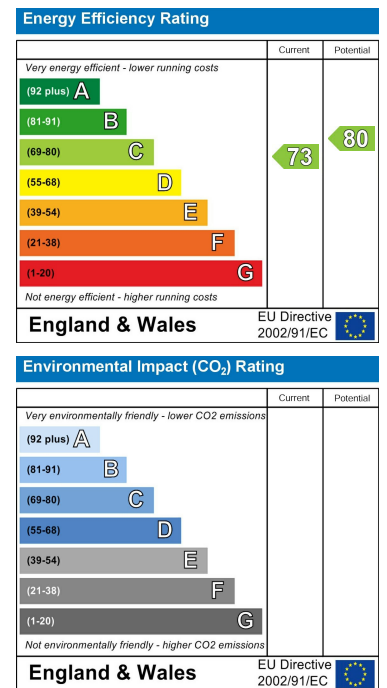 Energy Efficiency Rating
Current Potential
Very energy efficient - lower running costs
(92 plus) A
(81-91) B
(69-80) C
(55-68) D
(39-54) E
(21-38) F
(1-20) G
73
80
Not energy efficient - higher running costs
England & Wales
EU Directive
2002/91/EC
Environmental Impact (CO₂) Rating
Current Potential
Very environmentally friendly - lower CO2 emissions
(92 plus) A
(81-91) B
(69-80) C
(55-68) D
(39-54) E
(21-38) F
(1-20) G
Not environmentally friendly - higher CO2 emissions
England & Wales
EU Directive
2002/91/EC